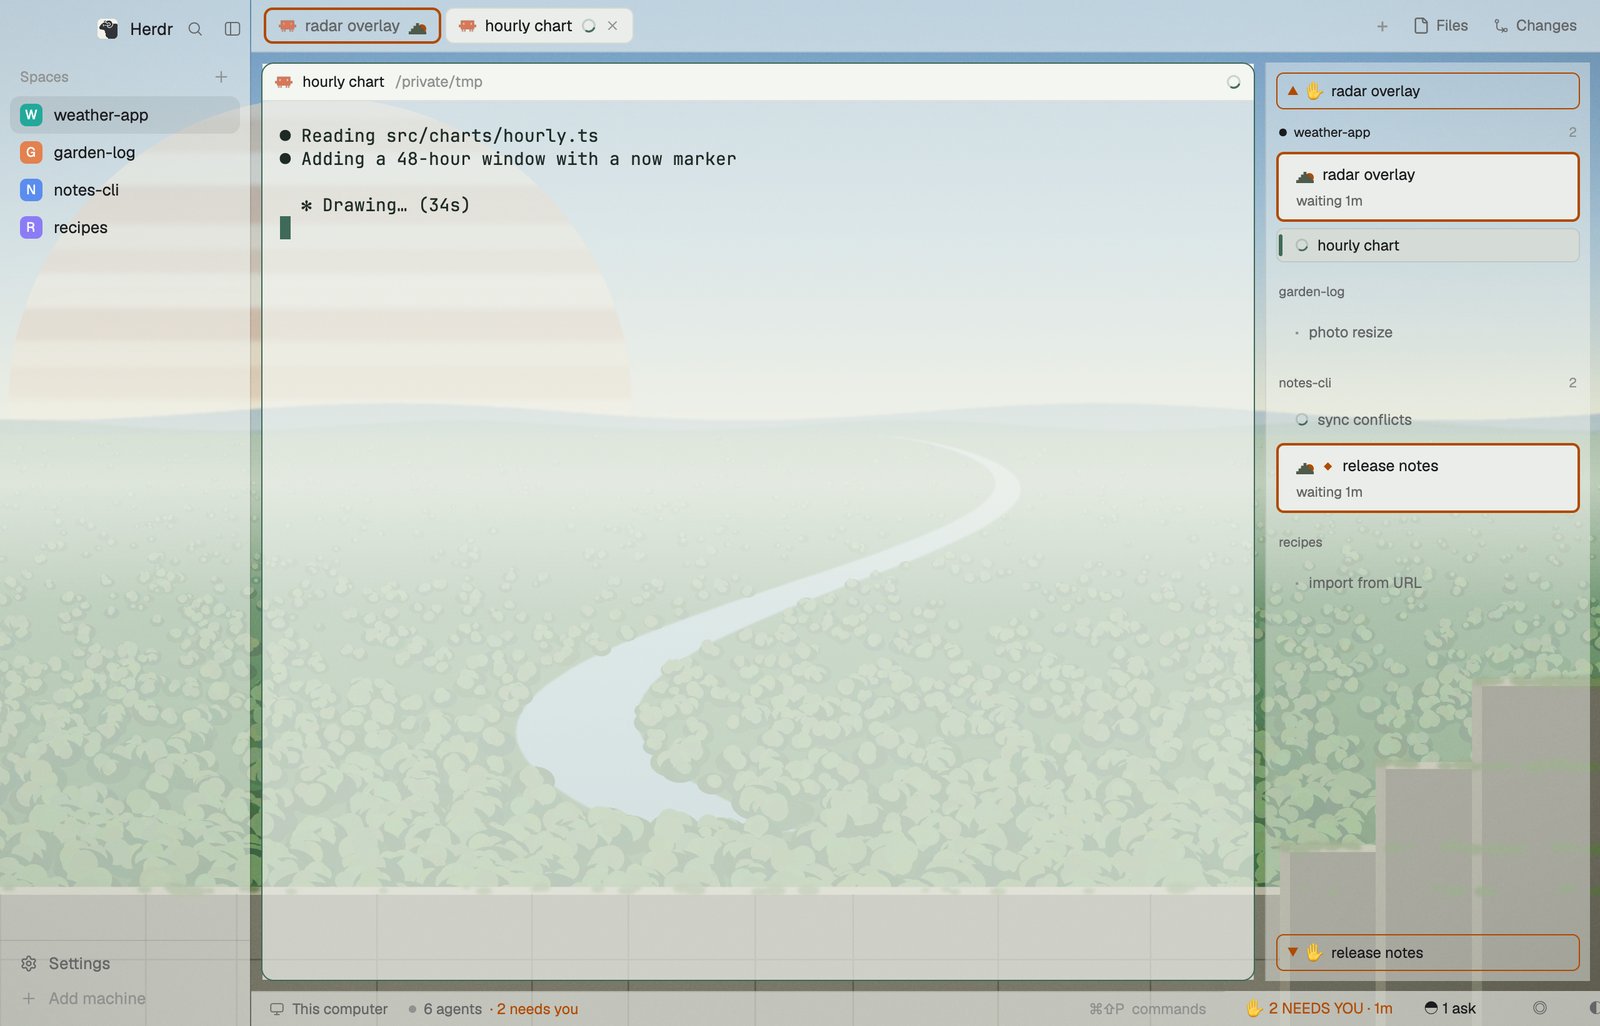 Herdr
radar overlay
hourly chart
Files
Changes
Spaces
W weather-app
G garden-log
N notes-cli
R recipes
Settings
Add machine
hourly chart /private/tmp
● Reading src/charts/hourly.ts
● Adding a 48-hour window with a now marker
✻ Drawing… (34s)
▲ ✋ radar overlay
● weather-app 2
radar overlay
waiting 1m
hourly chart
garden-log
· photo resize
notes-cli 2
sync conflicts
◆ release notes
waiting 1m
recipes
· import from URL
▼ ✋ release notes
This computer
● 6 agents · 2 needs you
⌘⇧P commands
✋ 2 NEEDS YOU · 1m
1 ask